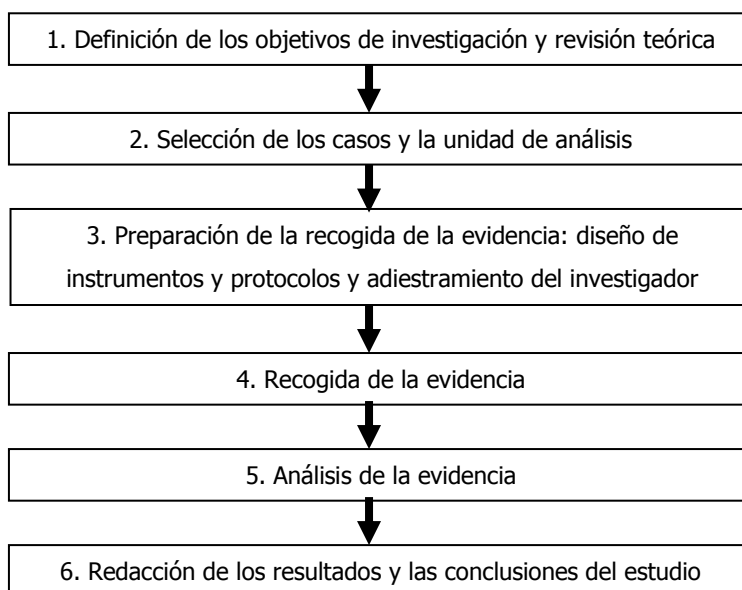 1. Definición de los objetivos de investigación y revisión teórica
2. Selección de los casos y la unidad de análisis
3. Preparación de la recogida de la evidencia: diseño de
instrumentos y protocolos y adiestramiento del investigador
4. Recogida de la evidencia
5. Análisis de la evidencia
6. Redacción de los resultados y las conclusiones del estudio